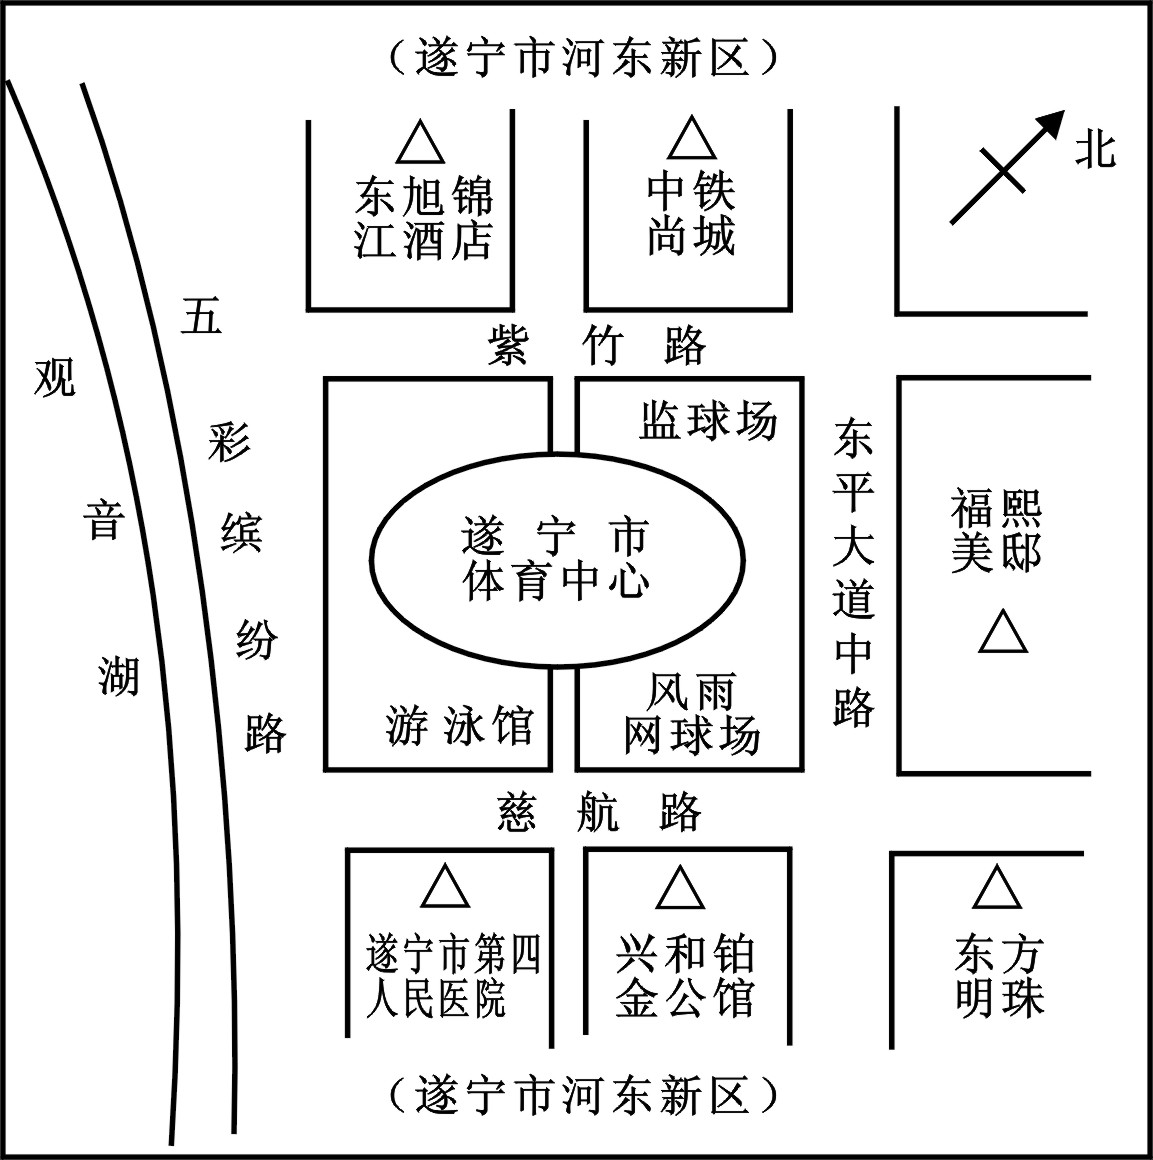 （遂宁市河东新区）
北
东旭锦
江酒店
中铁
尚城
紫竹路
五彩缤纷路
观音湖
监球场
东平大道中路
遂宁市
体育中心
福熙
美邸
游泳馆
风雨
网球场
慈航路
遂宁市第四
人民医院
兴和铂
金公馆
东方
明珠
（遂宁市河东新区）